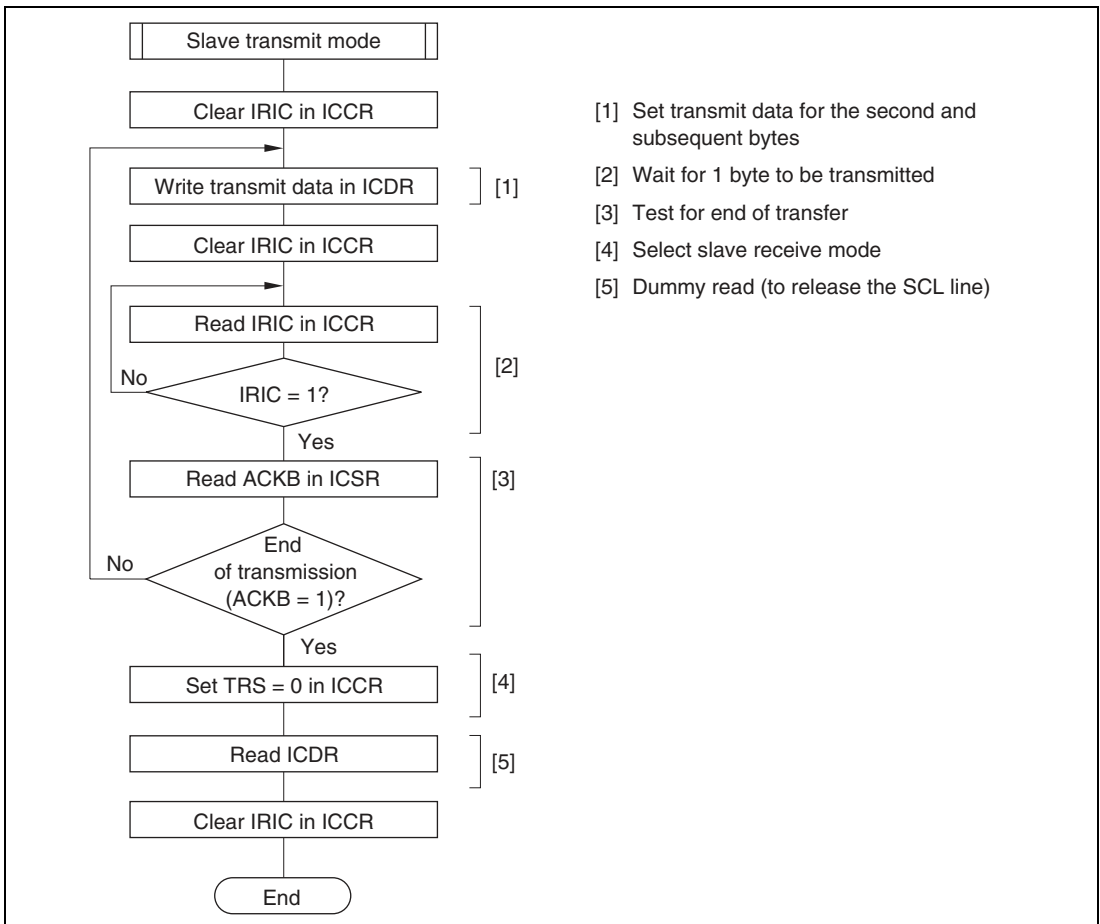 Slave transmit mode
Clear IRIC in ICCR
Write transmit data in ICDR
[1]
Clear IRIC in ICCR
Read IRIC in ICCR
[2]
No
IRIC = 1?
Yes
Read ACKB in ICSR
[3]
No
End
of transmission
(ACKB = 1)?
Yes
Set TRS = 0 in ICCR
[4]
Read ICDR
[5]
Clear IRIC in ICCR
End
[1] Set transmit data for the second and
subsequent bytes
[2] Wait for 1 byte to be transmitted
[3] Test for end of transfer
[4] Select slave receive mode
[5] Dummy read (to release the SCL line)